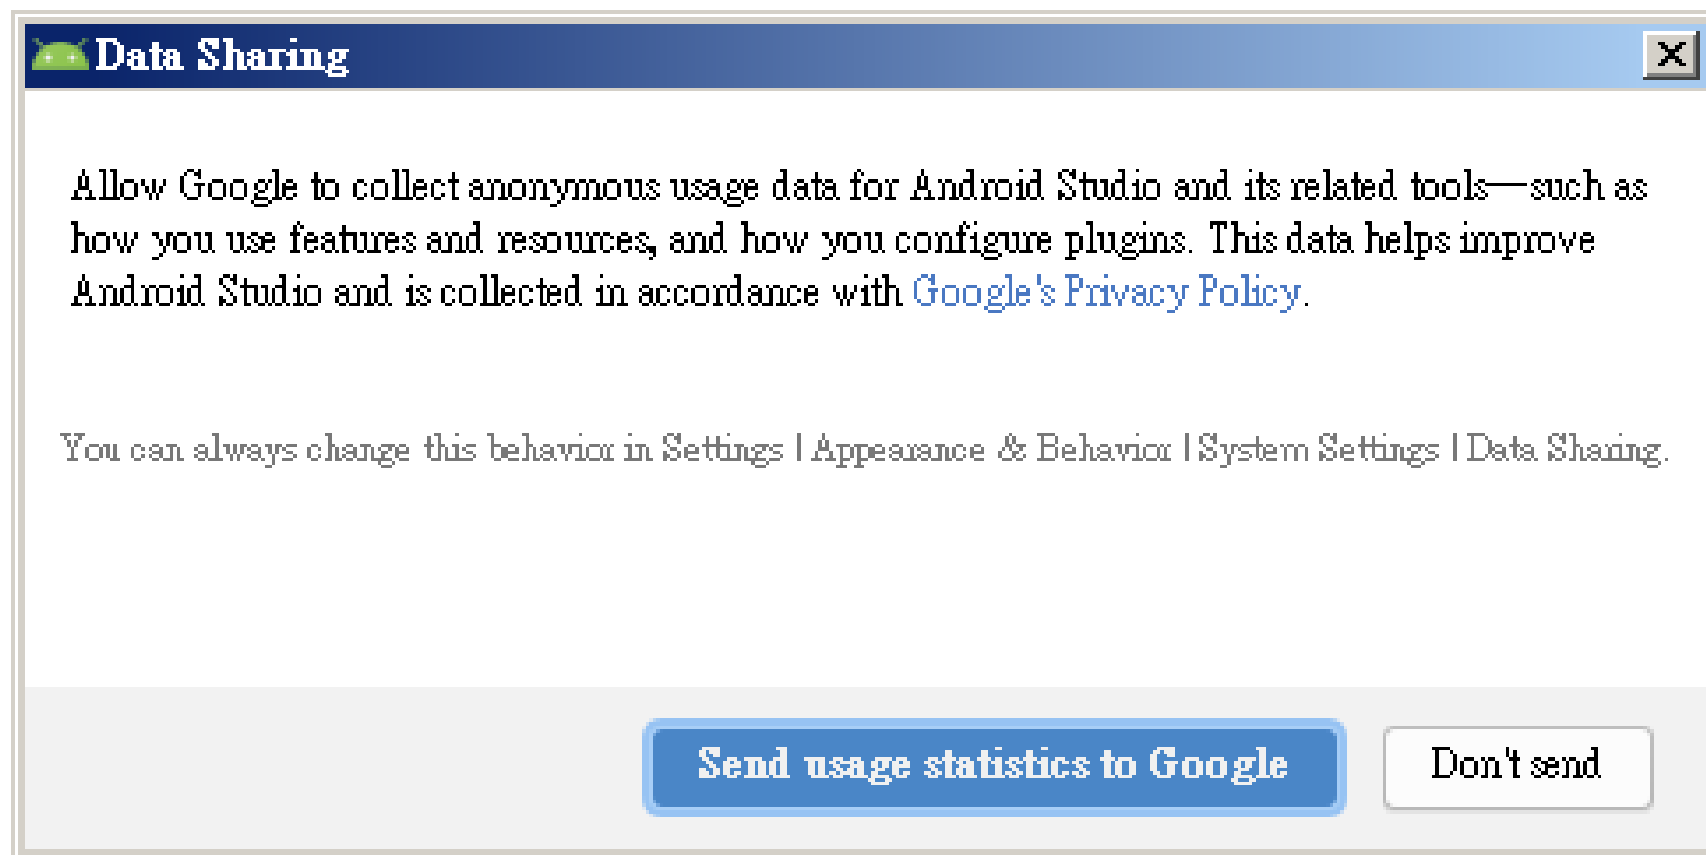 Data Sharing
Allow Google to collect anonymous usage data for Android Studio and its related tools—such as
how you use features and resources, and how you configure plugins. This data helps improve
Android Studio and is collected in accordance with Google's Privacy Policy.
You can always change this behavior in Settings | Appearance & Behavior | System Settings | Data Sharing.
Send usage statistics to Google
Don't send